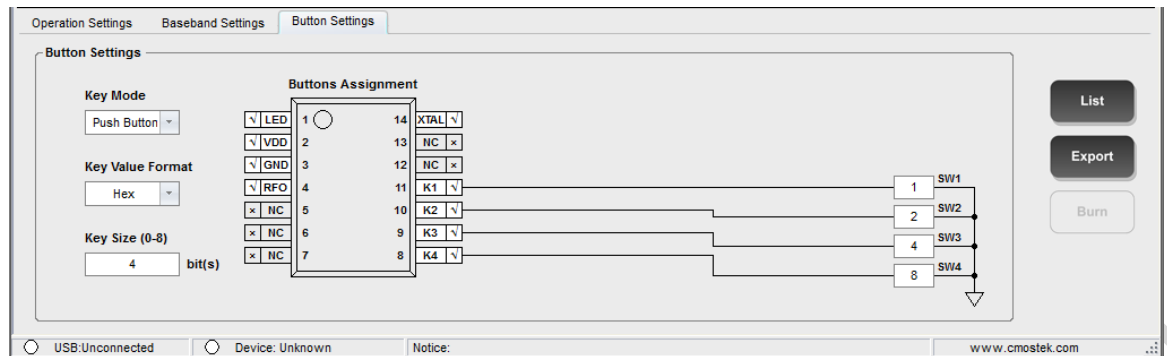 Operation Settings Baseband Settings Button Settings
Button Settings
Buttons Assignment
Key Mode
Push Button
Key Value Format
Hex
Key Size (0-8)
4 bit(s)
√ LED 1 14 XTAL √
√ VDD 2 13 NC ×
√ GND 3 12 NC ×
√ RFO 4 11 K1 √
× NC 5 10 K2 √
× NC 6 9 K3 √
× NC 7 8 K4 √
1 SW1
2 SW2
4 SW3
8 SW4
List
Export
Burn
USB:Unconnected Device: Unknown Notice: www.cmostek.com